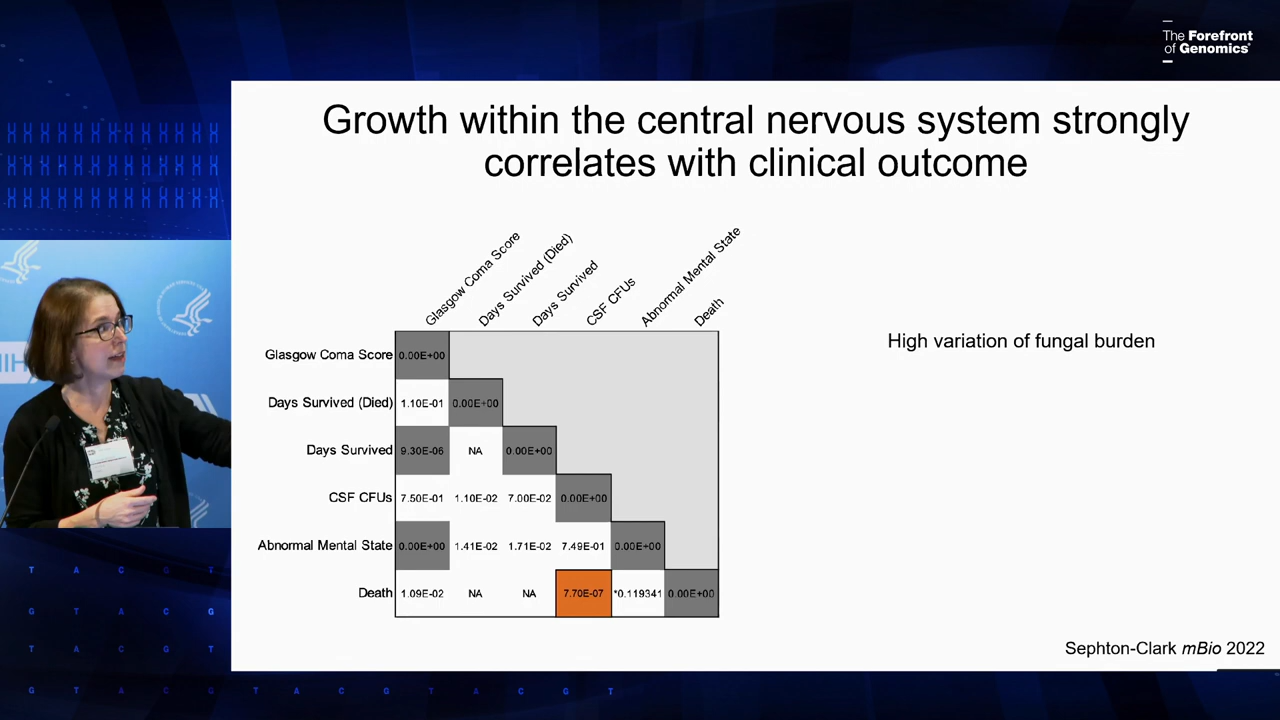 The Forefront
of Genomics®
Growth within the central nervous system strongly
correlates with clinical outcome
Glasgow Coma Score
Days Survived (Died)
Days Survived
CSF CFUs
Abnormal Mental State
Death
Glasgow Coma Score 0.00E+00
Days Survived (Died) 1.10E-01 0.00E+00
Days Survived 9.30E-06 NA 0.00E+00
CSF CFUs 7.50E-01 1.10E-02 7.00E-02 0.00E+00
Abnormal Mental State 0.00E+00 1.41E-02 1.71E-02 7.49E-01 0.00E+00
Death 1.09E-02 NA NA 7.70E-07 *0.119341 0.00E+00
High variation of fungal burden
Sephton-Clark mBio 2022
NIH
T A C G T
G T A C G
T A C G T
G T A C G T A C G T A C G T